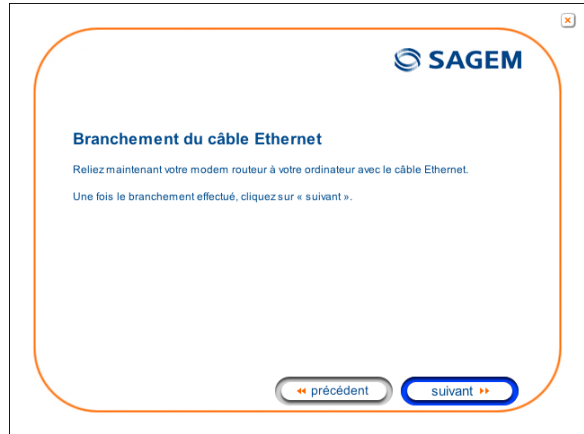 SAGEM
Branchement du câble Ethernet
Reliez maintenant votre modem routeur à votre ordinateur avec le câble Ethernet.
Une fois le branchement effectué, cliquez sur « suivant ».
précédent
suivant